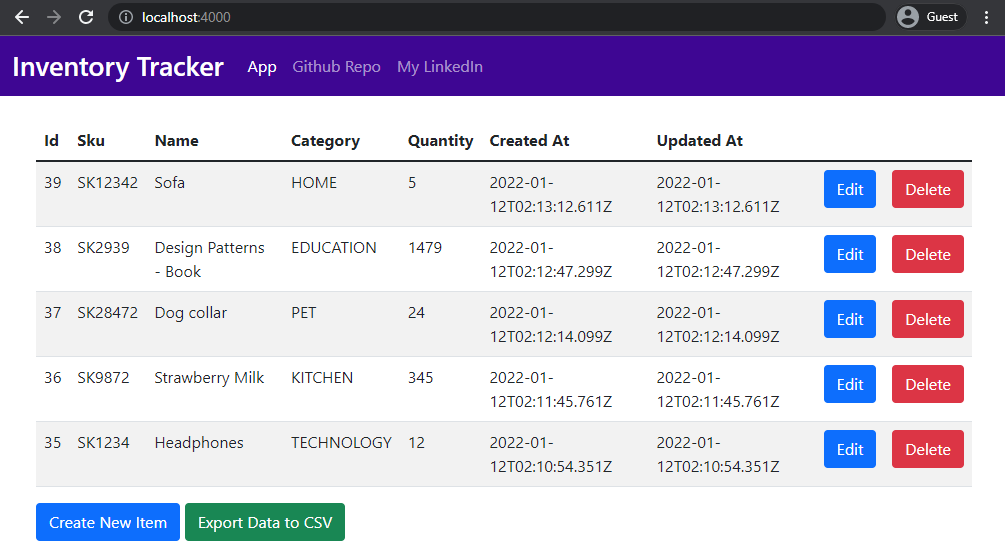 localhost:4000
Guest
Inventory Tracker App Github Repo My LinkedIn
Id Sku Name Category Quantity Created At Updated At
39 SK12342 Sofa HOME 5 2022-01- 2022-01- Edit Delete
12T02:13:12.611Z 12T02:13:12.611Z
38 SK2939 Design Patterns EDUCATION 1479 2022-01- 2022-01- Edit Delete
- Book 12T02:12:47.299Z 12T02:12:47.299Z
37 SK28472 Dog collar PET 24 2022-01- 2022-01- Edit Delete
12T02:12:14.099Z 12T02:12:14.099Z
36 SK9872 Strawberry Milk KITCHEN 345 2022-01- 2022-01- Edit Delete
12T02:11:45.761Z 12T02:11:45.761Z
35 SK1234 Headphones TECHNOLOGY 12 2022-01- 2022-01- Edit Delete
12T02:10:54.351Z 12T02:10:54.351Z
Create New Item Export Data to CSV